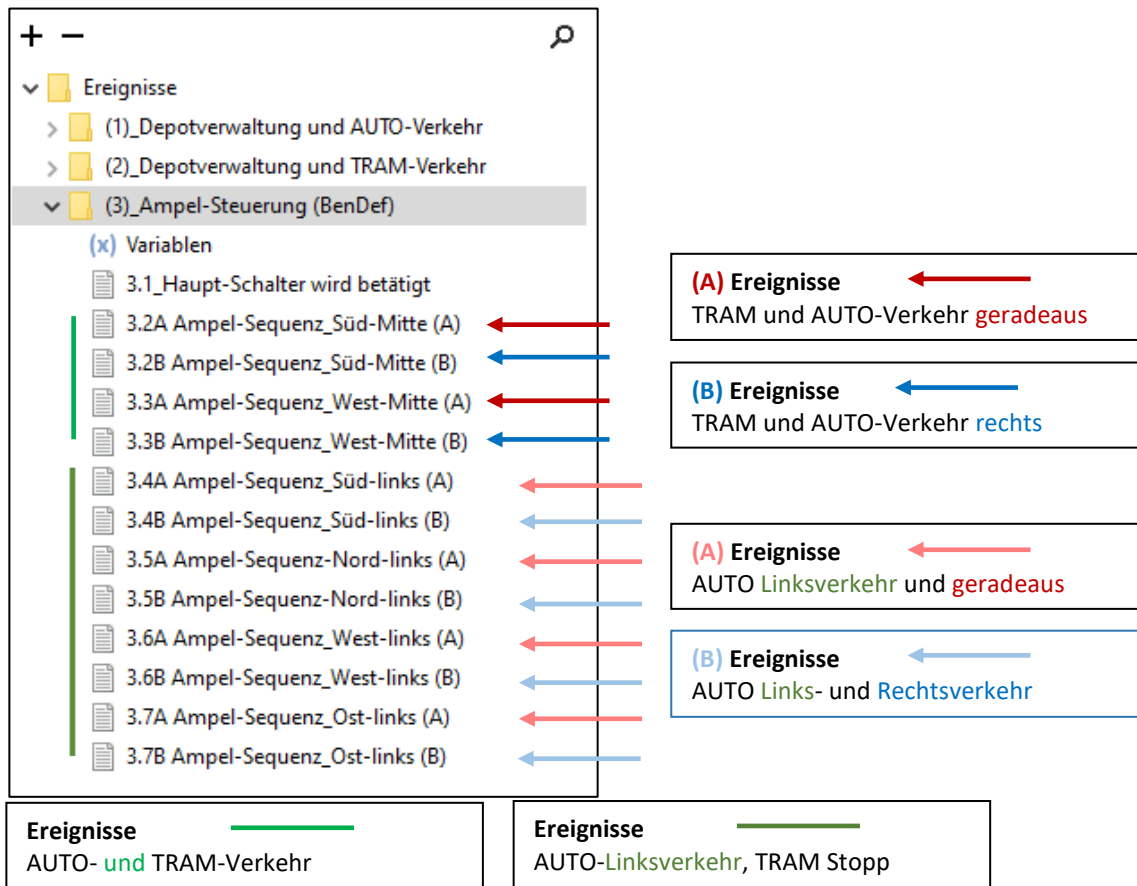 Ereignisse
(1)_Depotverwaltung und AUTO-Verkehr
(2)_Depotverwaltung und TRAM-Verkehr
(3)_Ampel-Steuerung (BenDef)
(x) Variablen
3.1_Haupt-Schalter wird betätigt
3.2A Ampel-Sequenz_Süd-Mitte (A)
3.2B Ampel-Sequenz_Süd-Mitte (B)
3.3A Ampel-Sequenz_West-Mitte (A)
3.3B Ampel-Sequenz_West-Mitte (B)
3.4A Ampel-Sequenz_Süd-links (A)
3.4B Ampel-Sequenz_Süd-links (B)
3.5A Ampel-Sequenz-Nord-links (A)
3.5B Ampel-Sequenz-Nord-links (B)
3.6A Ampel-Sequenz_West-links (A)
3.6B Ampel-Sequenz_West-links (B)
3.7A Ampel-Sequenz_Ost-links (A)
3.7B Ampel-Sequenz_Ost-links (B)
(A) Ereignisse
TRAM und AUTO-Verkehr geradeaus
(B) Ereignisse
TRAM und AUTO-Verkehr rechts
(A) Ereignisse
AUTO Linksverkehr und geradeaus
(B) Ereignisse
AUTO Links- und Rechtsverkehr
Ereignisse
AUTO- und TRAM-Verkehr
Ereignisse
AUTO-Linksverkehr, TRAM Stopp